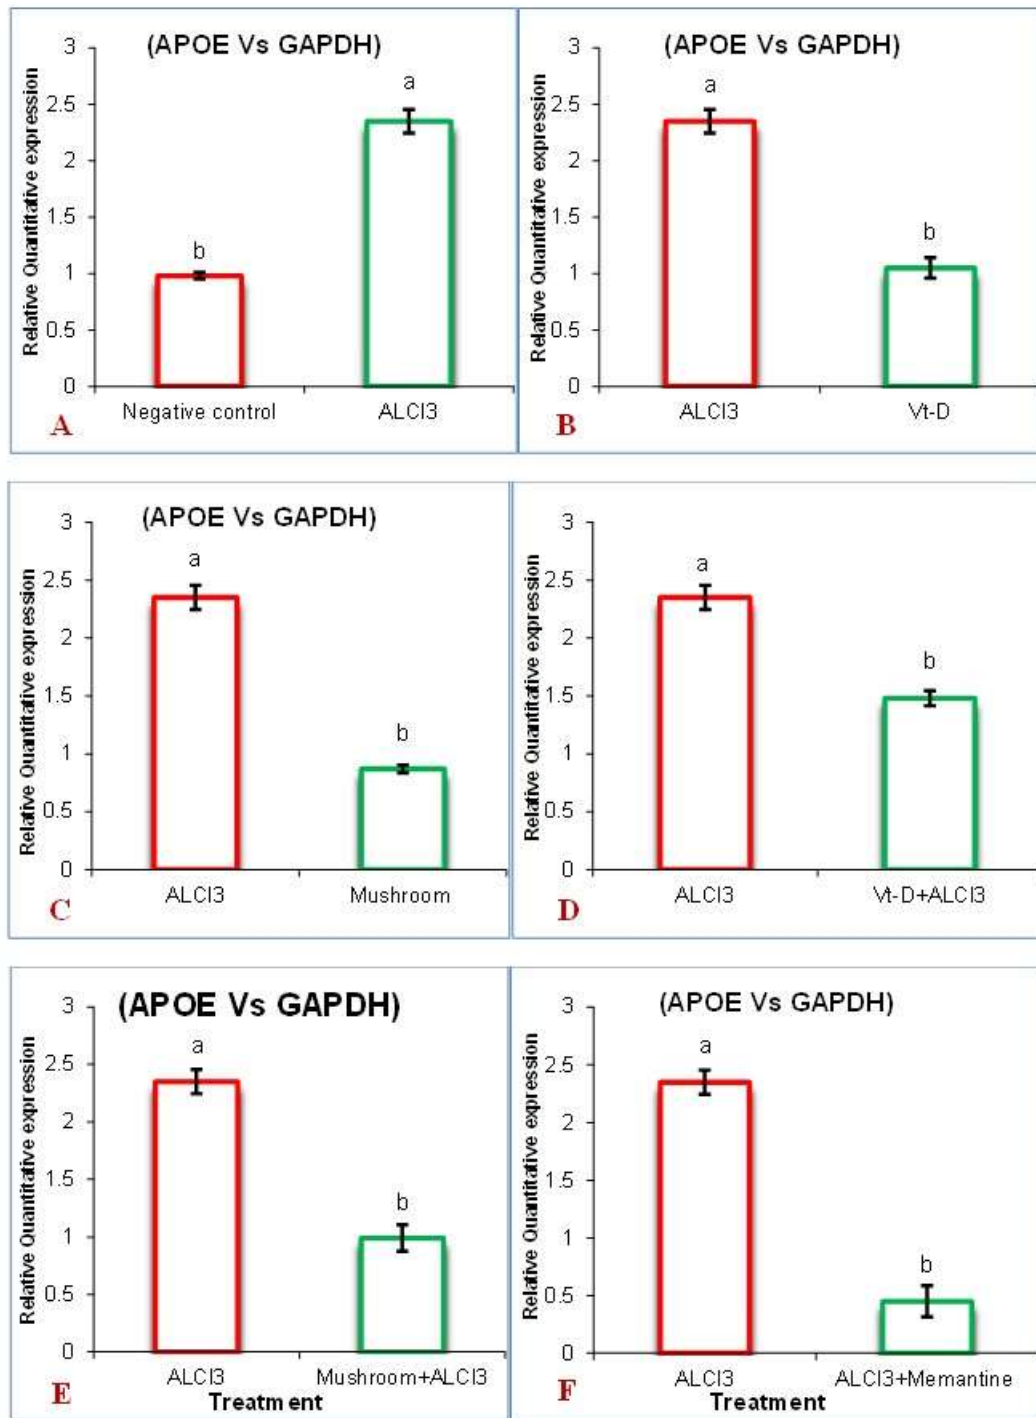 (APOE Vs GAPDH)
Relative Quantitative expression
3
2.5
2
1.5
1
0.5
0
b
a
Negative control
ALCl3
A
(APOE Vs GAPDH)
Relative Quantitative expression
3
2.5
2
1.5
1
0.5
0
a
b
ALCl3
Vt-D
B
(APOE Vs GAPDH)
Relative Quantitative expression
3
2.5
2
1.5
1
0.5
0
a
b
ALCl3
Mushroom
C
Relative Quantitative expression
3
2.5
2
1.5
1
0.5
0
a
b
ALCl3
Vt-D+ALCl3
D
(APOE Vs GAPDH)
Relative Quantitative expression
3
2.5
2
1.5
1
0.5
0
a
b
ALCl3
Mushroom+ALCl3
Treatment
E
(APOE Vs GAPDH)
Relative Quantitative expression
3
2.5
2
1.5
1
0.5
0
a
b
ALCl3
ALCl3+Memantine
Treatment
F